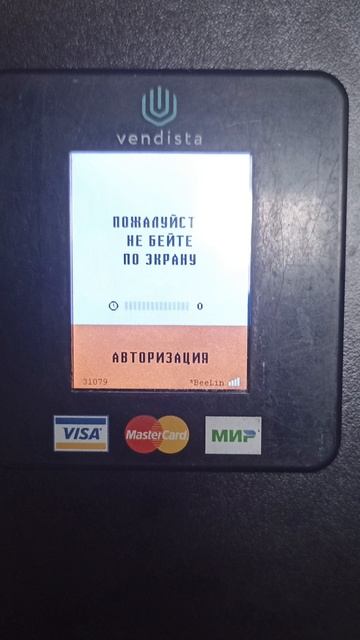 vendista
ПОЖАЛУЙСТ
НЕ БЕЙТЕ
ПО ЭКРАНУ
0
АВТОРИЗАЦИЯ
31079 *BeeLin
VISA MasterCard МИР